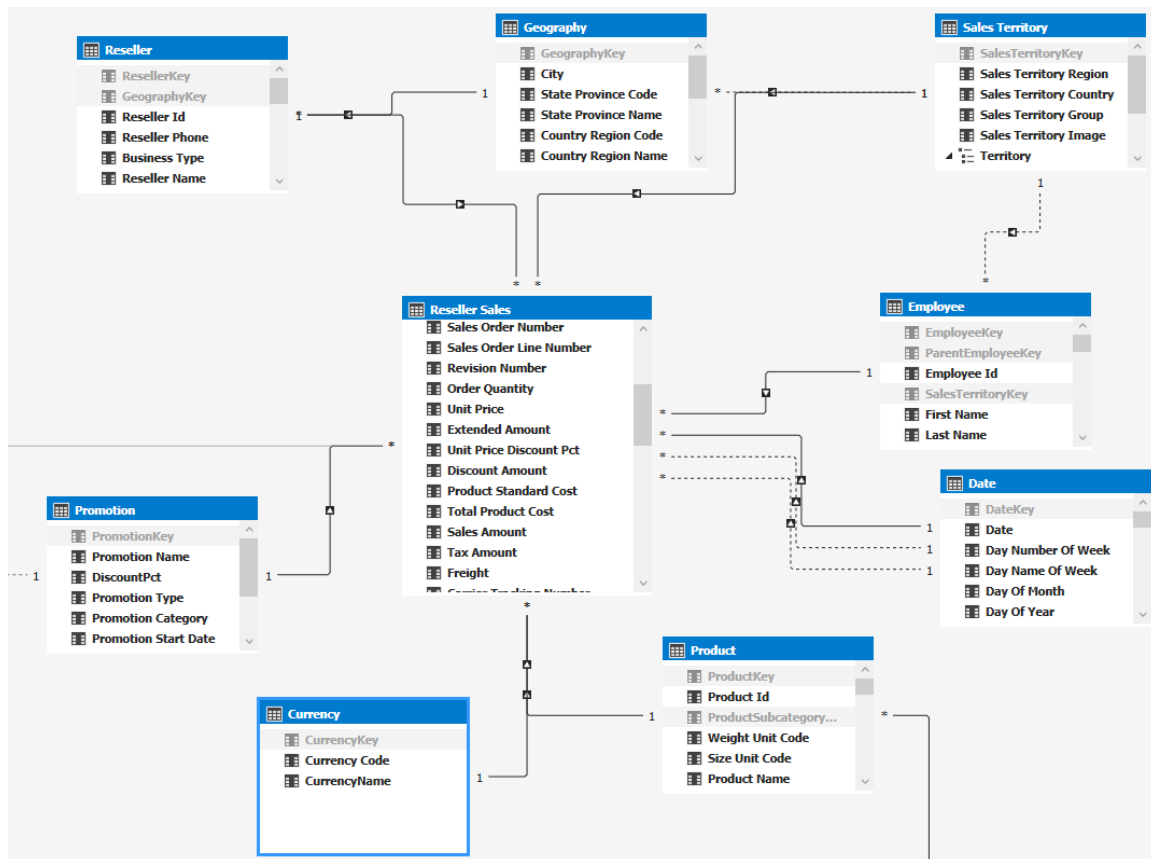 Reseller
ResellerKey
GeographyKey
Reseller Id
Reseller Phone
Business Type
Reseller Name
Geography
GeographyKey
City
State Province Code
State Province Name
Country Region Code
Country Region Name
Sales Territory
SalesTerritoryKey
Sales Territory Region
Sales Territory Country
Sales Territory Group
Sales Territory Image
Territory
1
1
*
1
1
*
*
*
Reseller Sales
Sales Order Number
Sales Order Line Number
Revision Number
Order Quantity
Unit Price
Extended Amount
Unit Price Discount Pct
Discount Amount
Product Standard Cost
Total Product Cost
Sales Amount
Tax Amount
Freight
Carrier Tracking Number
Employee
EmployeeKey
ParentEmployeeKey
Employee Id
SalesTerritoryKey
First Name
Last Name
1
*
*
*
*
*
Promotion
PromotionKey
Promotion Name
DiscountPct
Promotion Type
Promotion Category
Promotion Start Date
1
1
Date
DateKey
Date
Day Number Of Week
Day Name Of Week
Day Of Month
Day Of Year
1
1
1
*
Currency
CurrencyKey
Currency Code
CurrencyName
1
Product
ProductKey
Product Id
ProductSubcategory...
Weight Unit Code
Size Unit Code
Product Name
1
*